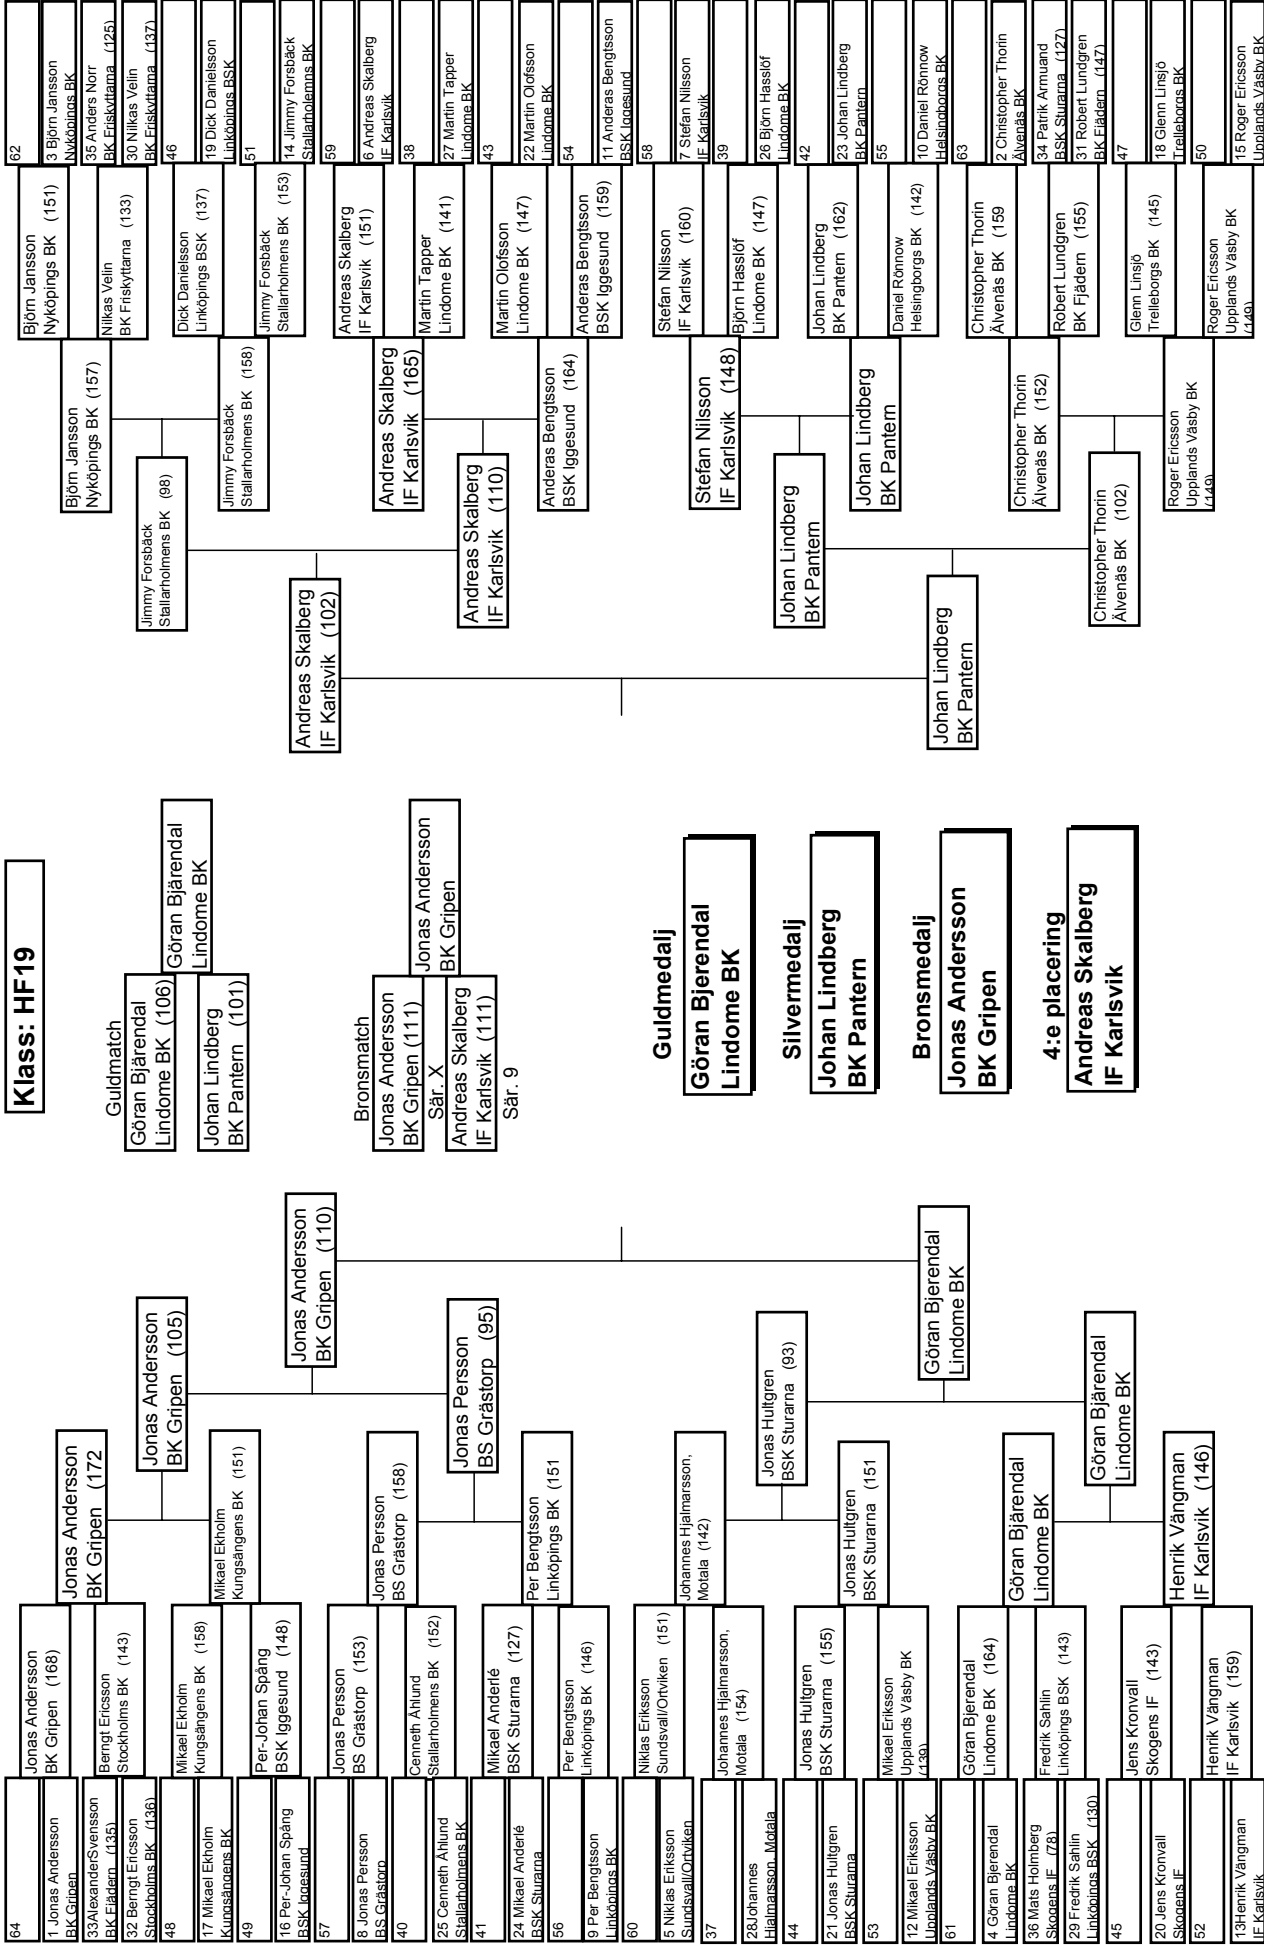 Klass: HF19
64
1 Jonas Andersson
BK Gripen
33AlexanderSvensson
BK Fjädern (135)
32 Berngt Ericsson
Stockholms BK (136)
48
17 Mikael Ekholm
Kungsängens BK
49
16 Per-Johan Spång
BSK Iggesund
57
8 Jonas Persson
BS Grästorp
40
25 Cenneth Åhlund
Stallarholmens BK
41
24 Mikael Anderlé
BSK Sturarna
56
9 Per Bengtsson
Linköpings BK
60
5 Niklas Eriksson
Sundsvall/Ortviken
37
28Johannes
Hjalmarsson, Motala
44
21 Jonas Hultgren
BSK Sturarna
53
12 Mikael Eriksson
Upplands Väsby BK
61
4 Göran Bjerendal
Lindome BK
36 Mats Holmberg
Skogens IF (78)
29 Fredrik Sahlin
Linköpings BSK (130)
45
20 Jens Kronvall
Skogens IF
52
13Henrik Vängman
IF Karlsvik
Jonas Andersson
BK Gripen (168)
Berngt Ericsson
Stockholms BK (143)
Mikael Ekholm
Kungsängens BK (158)
Per-Johan Spång
BSK Iggesund (148)
Jonas Persson
BS Grästorp (153)
Cenneth Åhlund
Stallarholmens BK (152)
Mikael Anderlé
BSK Sturarna (127)
Per Bengtsson
Linköpings BK (146)
Niklas Eriksson
Sundsvall/Ortviken (151)
Johannes Hjalmarsson,
Motala (154)
Jonas Hultgren
BSK Sturarna (155)
Mikael Eriksson
Upplands Väsby BK
(139)
Göran Bjerendal
Lindome BK (164)
Fredrik Sahlin
Linköpings BSK (143)
Jens Kronvall
Skogens IF (143)
Henrik Vängman
IF Karlsvik (159)
Jonas Andersson
BK Gripen (172
Mikael Ekholm
Kungsängens BK (151)
Jonas Persson
BS Grästorp (158)
Per Bengtsson
Linköpings BK (151
Johannes Hjalmarsson,
Motala (142)
Jonas Hultgren
BSK Sturarna (151
Göran Bjärendal
Lindome BK
Henrik Vängman
IF Karlsvik (146)
Jonas Andersson
BK Gripen (105)
Jonas Persson
BS Grästorp (95)
Jonas Hultgren
BSK Sturarna (93)
Göran Bjärendal
Lindome BK
Jonas Andersson
BK Gripen (110)
Göran Bjerendal
Lindome BK
Guldmatch
Göran Bjärendal
Lindome BK (106)
Göran Bjärendal
Lindome BK
Johan Lindberg
BK Pantern (101)
Bronsmatch
Jonas Andersson
BK Gripen (111)
Sär. X
Jonas Andersson
BK Gripen
Andreas Skalberg
IF Karlsvik (111)
Sär. 9
Guldmedalj
Göran Bjerendal
Lindome BK
Silvermedalj
Johan Lindberg
BK Pantern
Bronsmedalj
Jonas Andersson
BK Gripen
4:e placering
Andreas Skalberg
IF Karlsvik
Andreas Skalberg
IF Karlsvik (102)
Johan Lindberg
BK Pantern
Jimmy Forsbäck
Stallarholmens BK (98)
Andreas Skalberg
IF Karlsvik (110)
Johan Lindberg
BK Pantern
Christopher Thorin
Älvenäs BK (102)
Björn Jansson
Nyköpings BK (157)
Jimmy Forsbäck
Stallarholmens BK (158)
Andreas Skalberg
IF Karlsvik (165)
Anderas Bengtsson
BSK Iggesund (164)
Stefan Nilsson
IF Karlsvik (148)
Johan Lindberg
BK Pantern
Christopher Thorin
Älvenäs BK (152)
Roger Ericsson
Upplands Väsby BK
(149)
Björn Jansson
Nyköpings BK (151)
Nilkas Velin
BK Friskyttarna (133)
Dick Danielsson
Linköpings BSK (137)
Jimmy Forsbäck
Stallarholmens BK (153)
Andreas Skalberg
IF Karlsvik (151)
Martin Tapper
Lindome BK (141)
Martin Olofsson
Lindome BK (147)
Anderas Bengtsson
BSK Iggesund (159)
Stefan Nilsson
IF Karlsvik (160)
Björn Hasslöf
Lindome BK (147)
Johan Lindberg
BK Pantern (162)
Daniel Rönnow
Helsingborgs BK (142)
Christopher Thorin
Älvenäs BK (159
Robert Lundgren
BK Fjädern (155)
Glenn Linsjö
Trelleborgs BK (145)
Roger Ericsson
Upplands Väsby BK
(149)
62
3 Björn Jansson
Nyköpings BK
35 Anders Norr
BK Friskyttarna (125)
30 Nilkas Velin
BK Friskyttarna (137)
46
19 Dick Danielsson
Linköpings BSK
51
14 Jimmy Forsbäck
Stallarholemns BK
59
6 Andreas Skalberg
IF Karlsvik
38
27 Martin Tapper
Lindome BK
43
22 Martin Olofsson
Lindome BK
54
11 Anderas Bengtsson
BSK Iggesund
58
7 Stefan Nilsson
IF Karlsvik
39
26 Björn Hasslöf
Lindome BK
42
23 Johan Lindberg
BK Pantern
55
10 Daniel Rönnow
Helsingborgs BK
63
2 Christopher Thorin
Älvenäs BK
34 Patrik Armuand
BSK Sturarna (127)
31 Robert Lundgren
BK Fjädern (147)
47
18 Glenn Linsjö
Trelleborgs BK
50
15 Roger Ericsson
Upplands Väsby BK